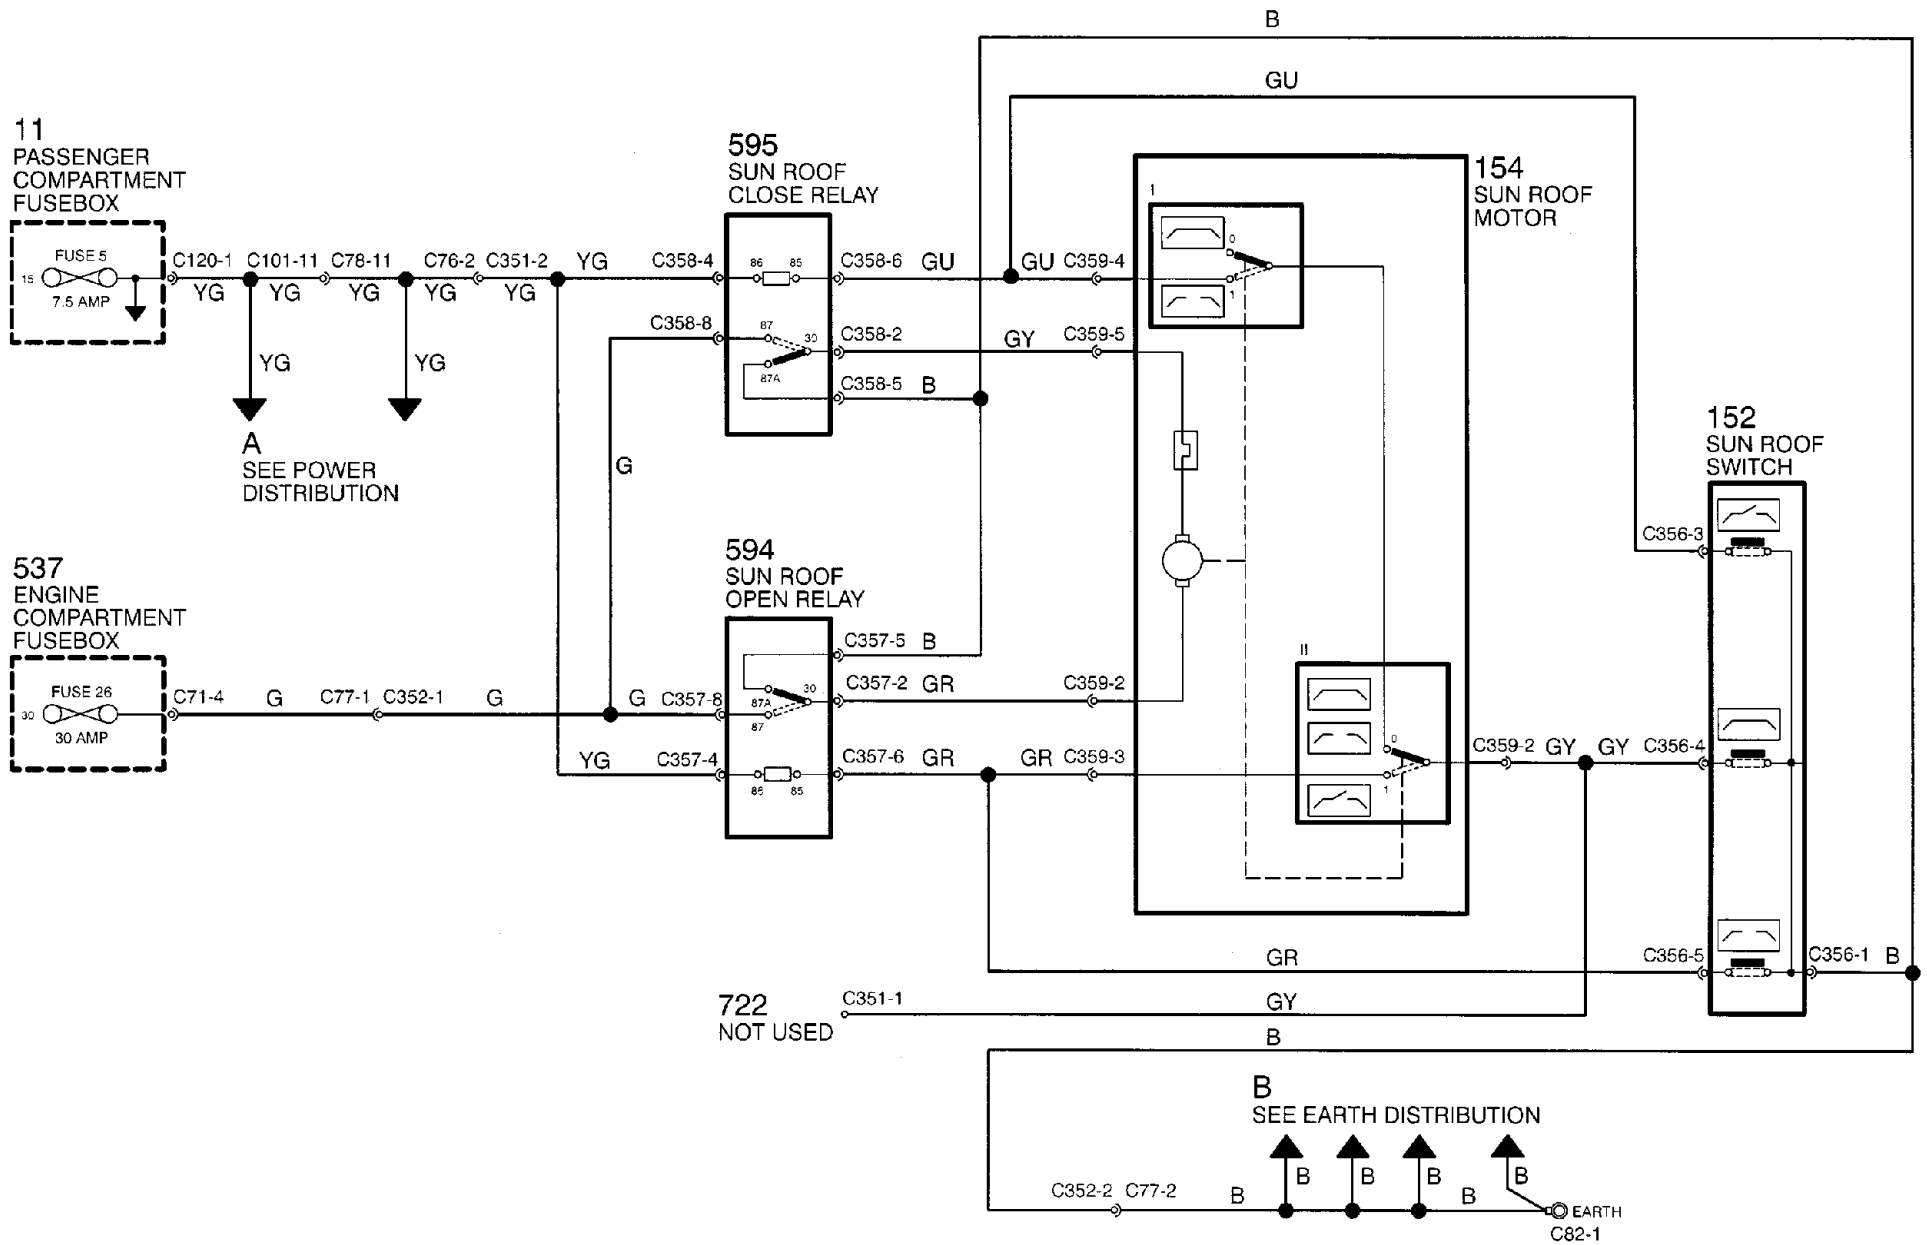 B
GU
11
PASSENGER
COMPARTMENT
FUSEBOX
FUSE 5
15
7.5 AMP
C120-1
C101-11
C78-11
C76-2
C351-2
YG
YG
YG
YG
YG
YG
YG
YG
A
SEE POWER
DISTRIBUTION
595
SUN ROOF
CLOSE RELAY
C358-4
86
85
C358-6
GU
GU
C359-4
C358-8
87
30
87A
C358-2
GY
C359-5
C358-5
B
G
154
SUN ROOF
MOTOR
I
0
1
152
SUN ROOF
SWITCH
C356-3
537
ENGINE
COMPARTMENT
FUSEBOX
FUSE 26
30
30 AMP
C71-4
G
C77-1
C352-1
G
G
C357-8
594
SUN ROOF
OPEN RELAY
C357-5
B
30
87A
87
C357-2
GR
C359-2
YG
C357-4
86
85
C357-6
GR
GR
C359-3
II
0
1
C359-2
GY
GY
C356-4
GR
C356-5
C356-1
B
722
NOT USED
C351-1
GY
B
B
SEE EARTH DISTRIBUTION
B
B
B
B
C352-2
C77-2
B
B
EARTH
C82-1